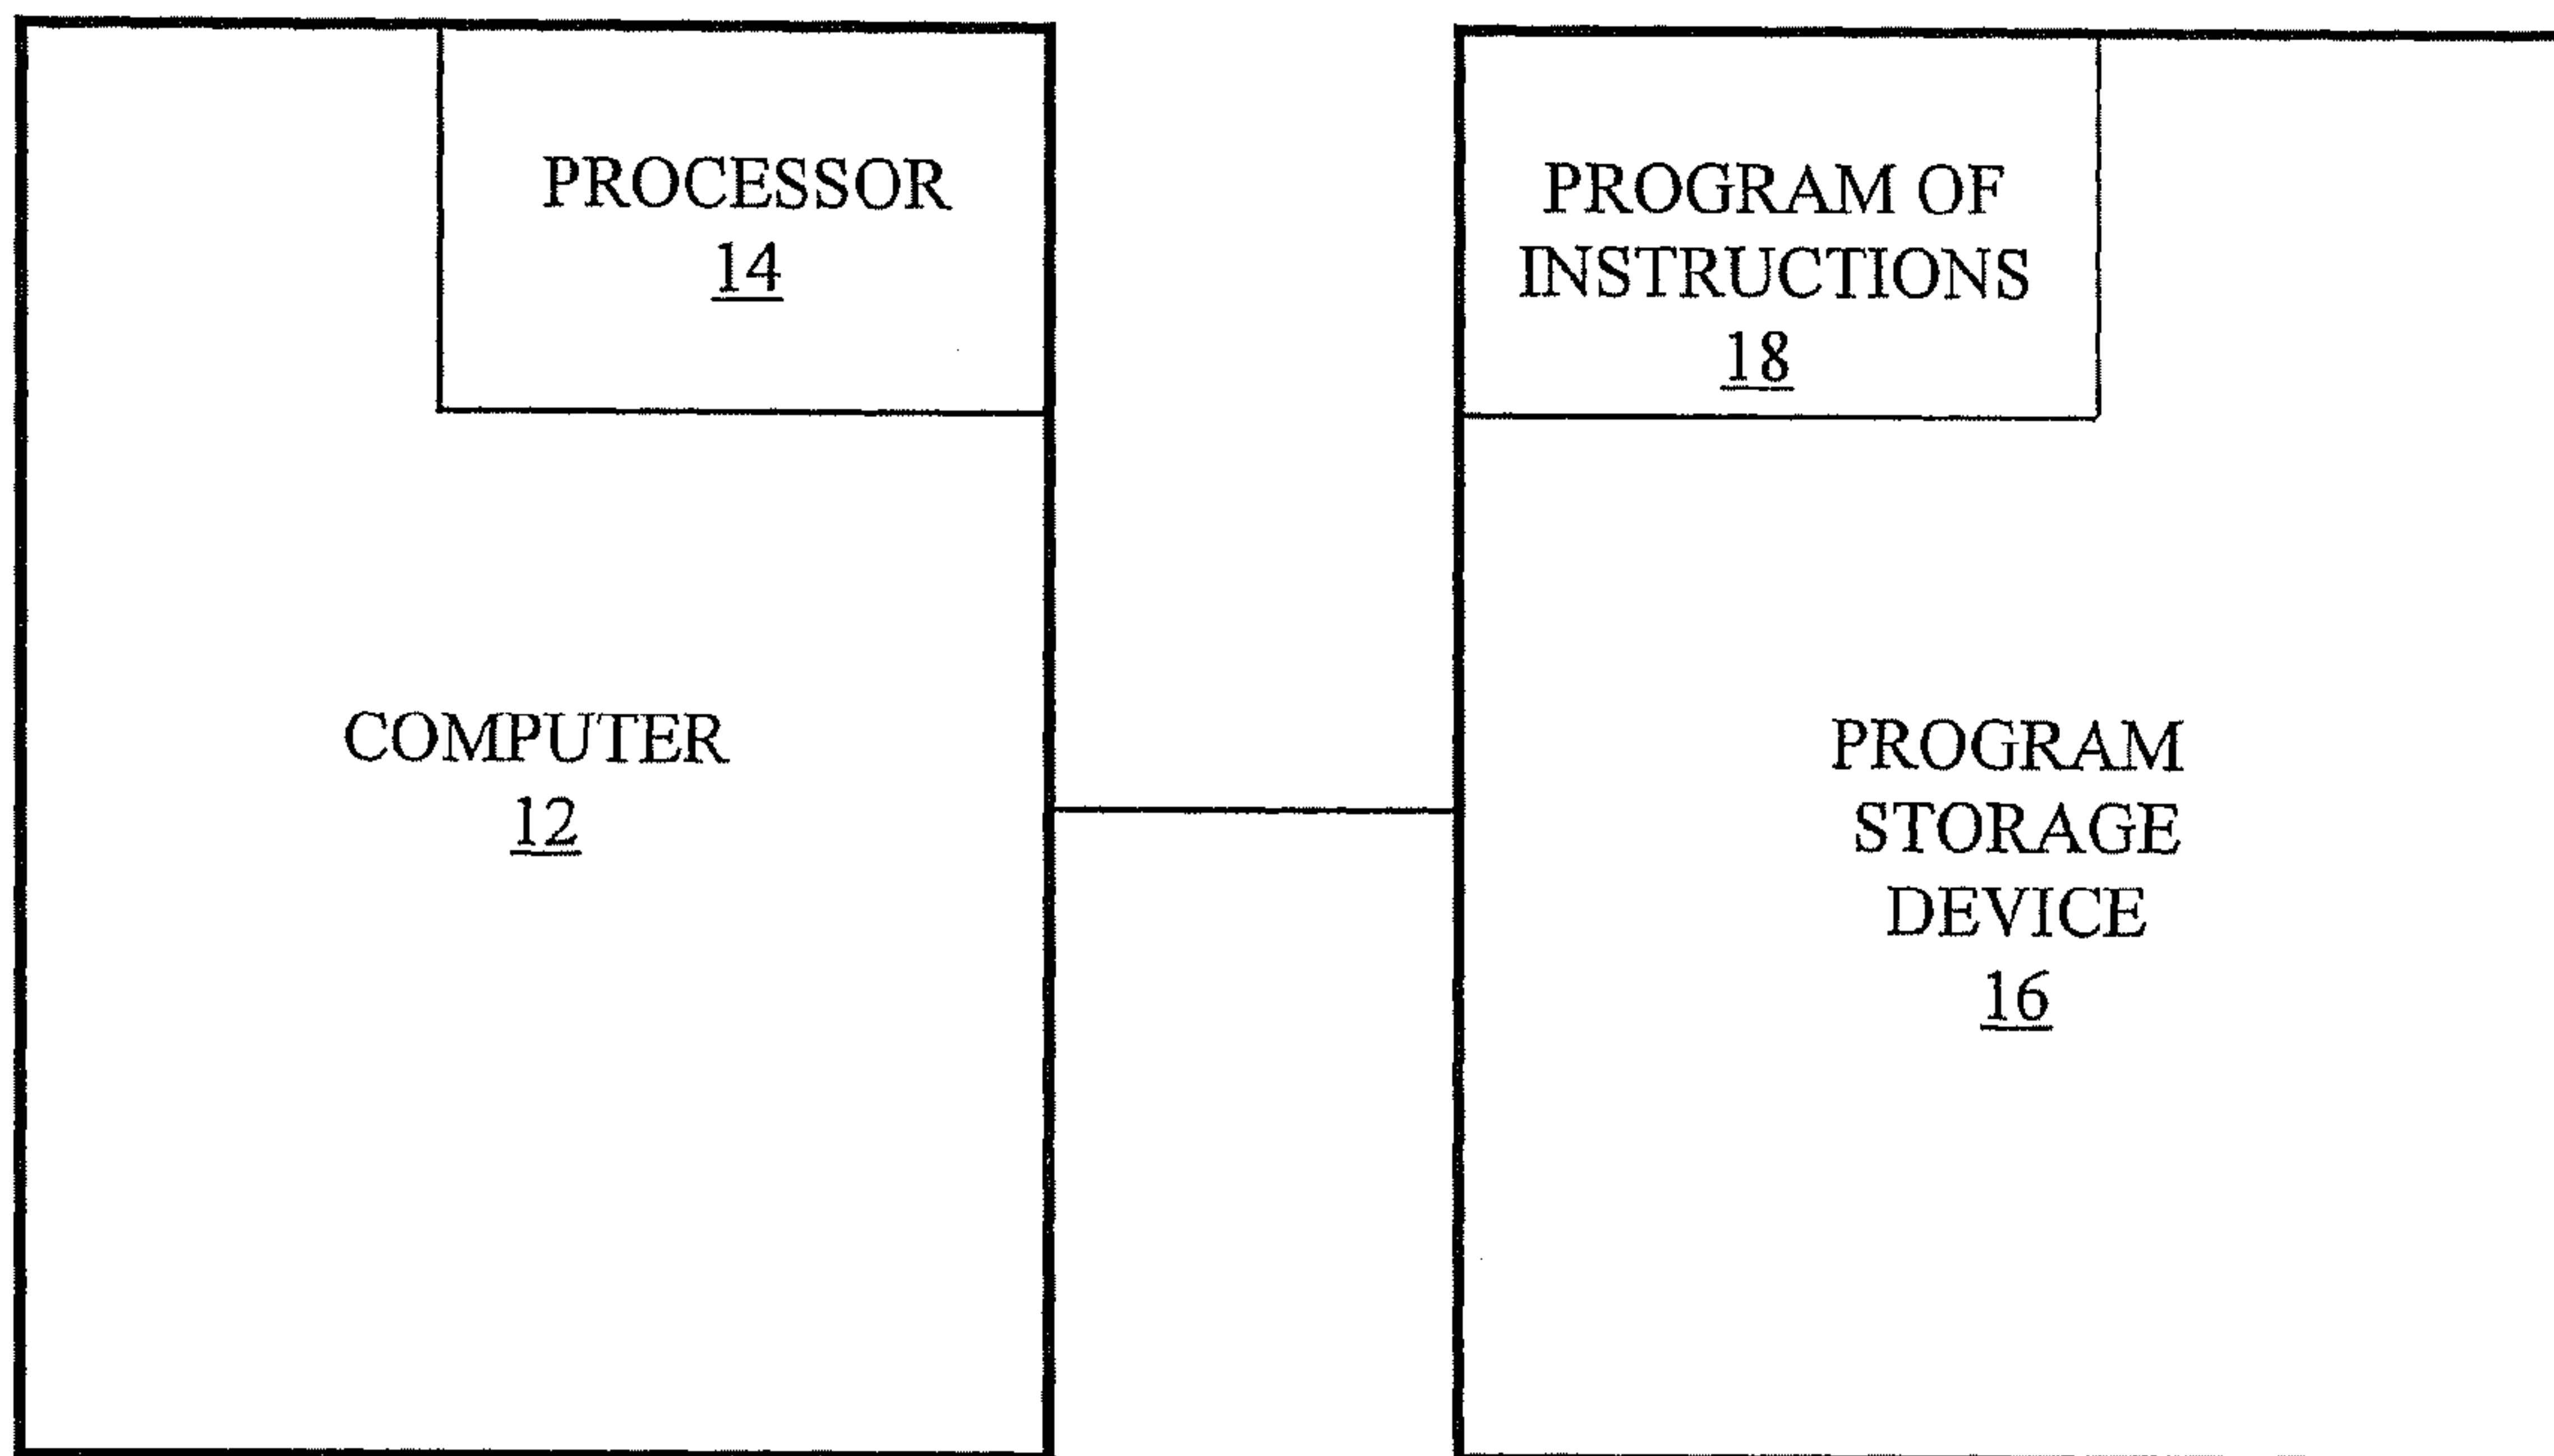 PROCESSOR
14
PROGRAM OF
INSTRUCTIONS
18
COMPUTER
12
PROGRAM
STORAGE
DEVICE
16